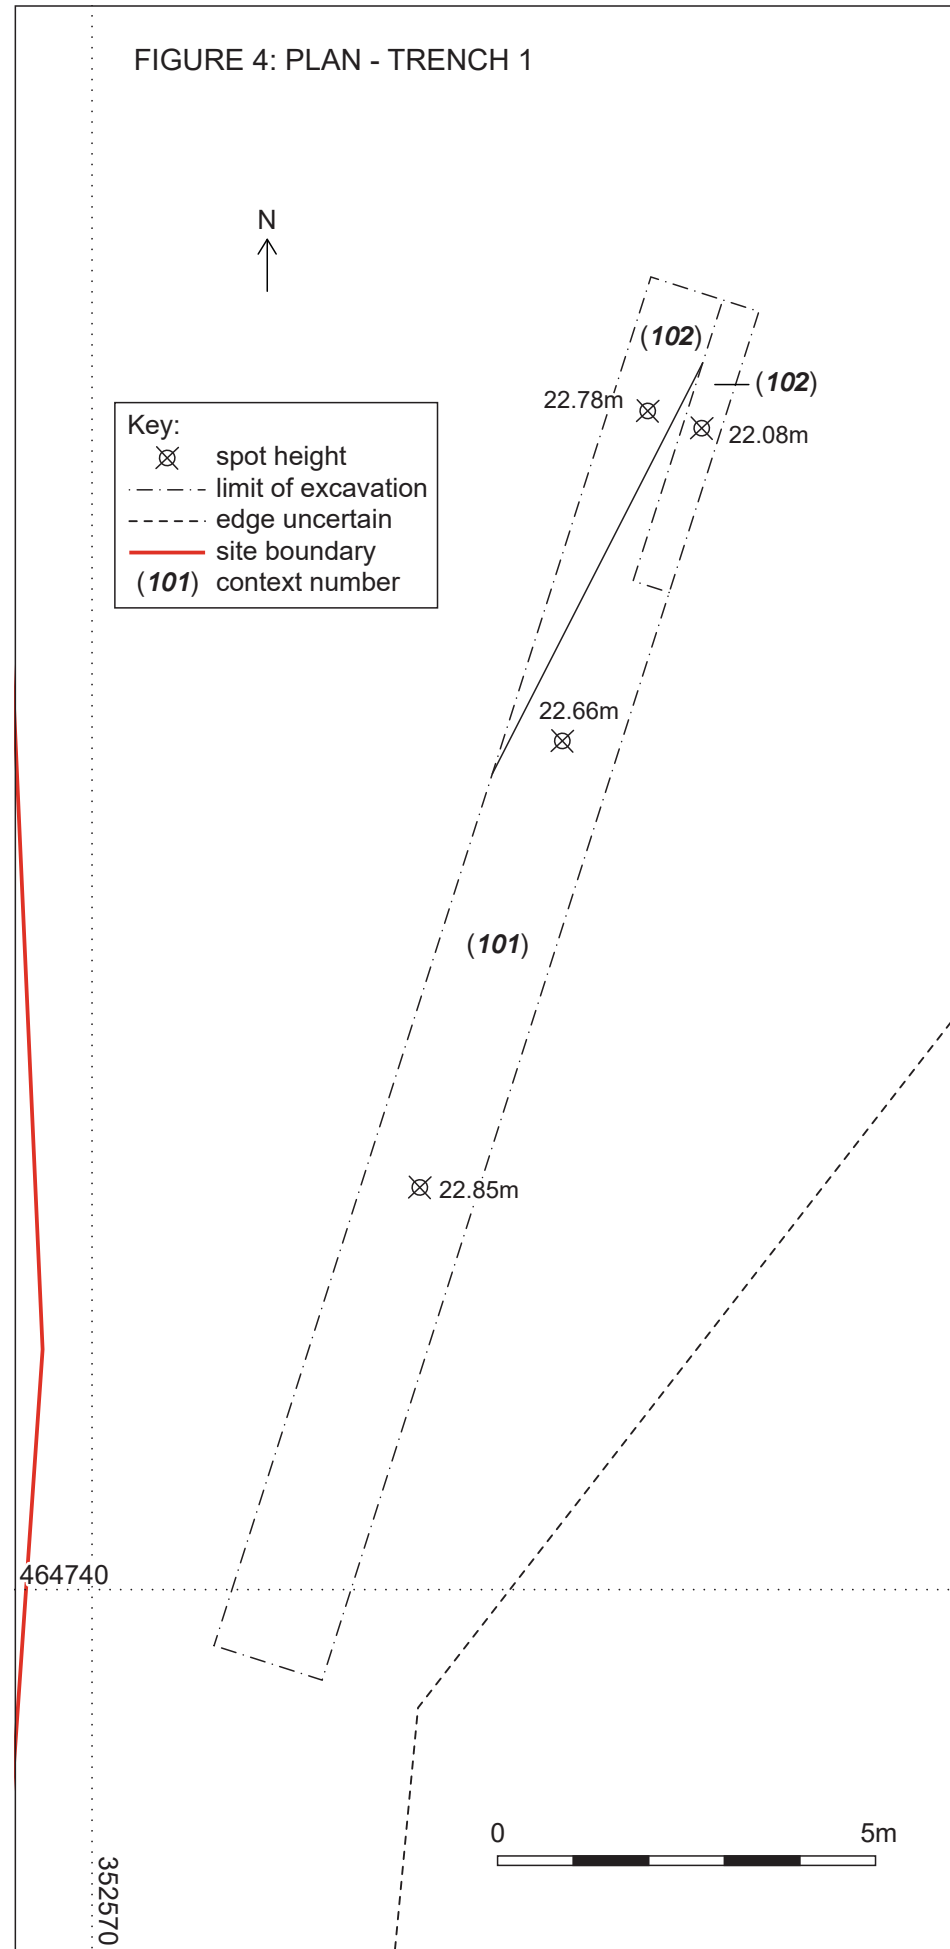 FIGURE 4: PLAN - TRENCH 1
N
(102)
(102)
22.78m
22.08m
Key:
spot height
limit of excavation
edge uncertain
site boundary
(101) context number
22.66m
(101)
22.85m
464740
352570
0 5m